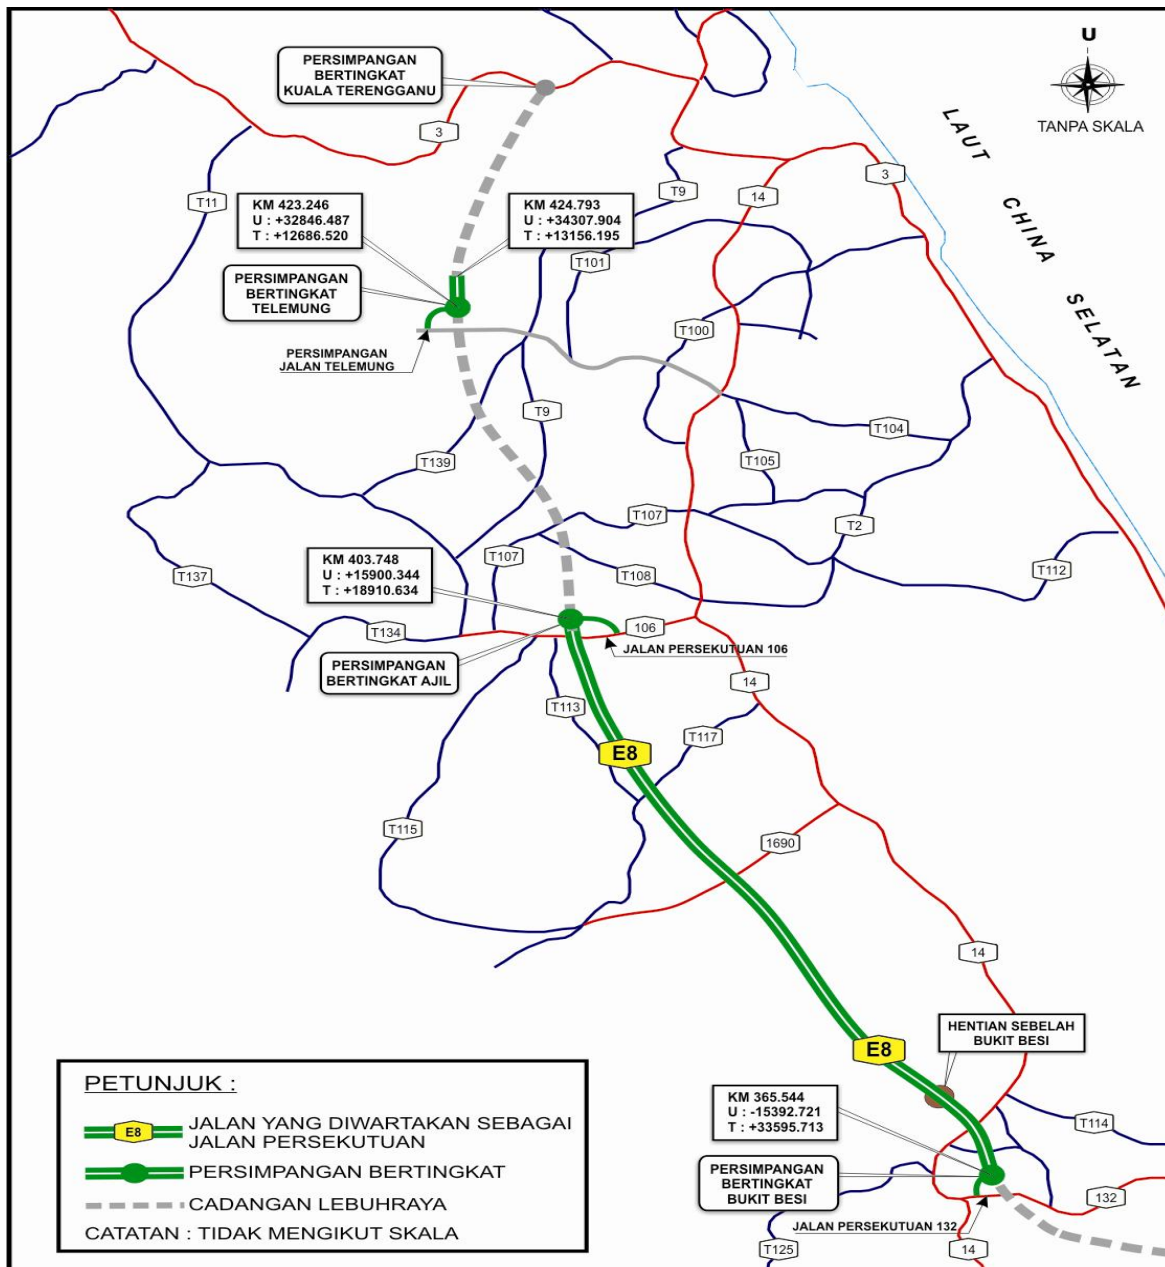 U
TANPA SKALA
PERSIMPANGAN
BERTINGKAT
KUALA TERENGGANU
3
LAUT
CHINA
SELATAN
3
T9
14
T11
KM 423.246
U : +32846.487
T : +12686.520
KM 424.793
U : +34307.904
T : +13156.195
T101
PERSIMPANGAN
BERTINGKAT
TELEMUNG
T100
PERSIMPANGAN
JALAN TELEMUNG
T9
T104
T139
T105
T107
T2
KM 403.748
U : +15900.344
T : +18910.634
T107
T108
T112
T137
T134
106
JALAN PERSEKUTUAN 106
PERSIMPANGAN
BERTINGKAT AJIL
14
T113
T117
E8
T115
1690
14
HENTIAN SEBELAH
BUKIT BESI
E8
KM 365.544
U : -15392.721
T : +33595.713
T114
PERSIMPANGAN
BERTINGKAT
BUKIT BESI
132
JALAN PERSEKUTUAN 132
T125
14
PETUNJUK :
E8
JALAN YANG DIWARTAKAN SEBAGAI
JALAN PERSEKUTUAN
PERSIMPANGAN BERTINGKAT
CADANGAN LEBUHRAYA
CATATAN : TIDAK MENGIKUT SKALA